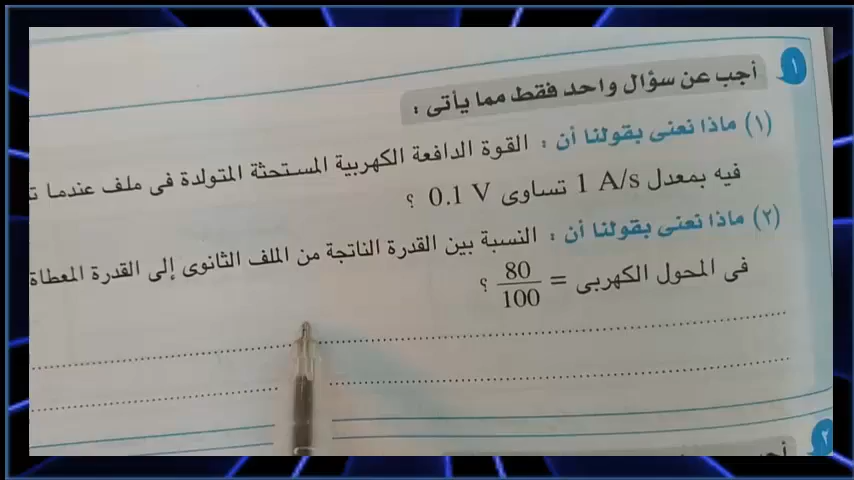 ١
أجب عن سؤال واحد فقط مما يأتى :
(١) ماذا نعنى بقولنا أن : القوة الدافعة الكهربية المستحثة المتولدة فى ملف عندما
فيه بمعدل 1 A/s تساوى 0.1 V ؟
(٢) ماذا نعنى بقولنا أن : النسبة بين القدرة الناتجة من الملف الثانوى إلى القدرة المعطاة
فى المحول الكهربى = 80/100 ؟
٢